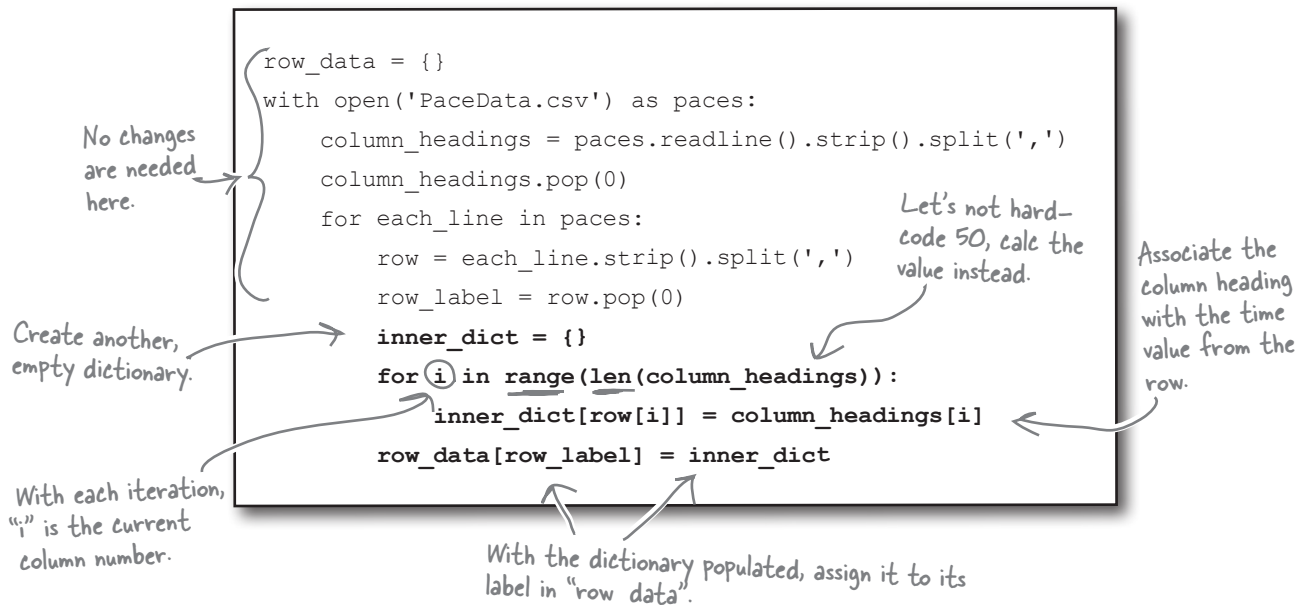 row_data = {}
with open('PaceData.csv') as paces:
column_headings = paces.readline().strip().split(',')
column_headings.pop(0)
for each_line in paces:
row = each_line.strip().split(',')
row_label = row.pop(0)
inner_dict = {}
for i in range(len(column_headings)):
inner_dict[row[i]] = column_headings[i]
row_data[row_label] = inner_dict
No changes
are needed
here.
Create another,
empty dictionary.
With each iteration,
"i" is the current
column number.
Let's not hard-
code 50, calc the
value instead.
Associate the
column heading
with the time
value from the
row.
With the dictionary populated, assign it to its
label in "row data".